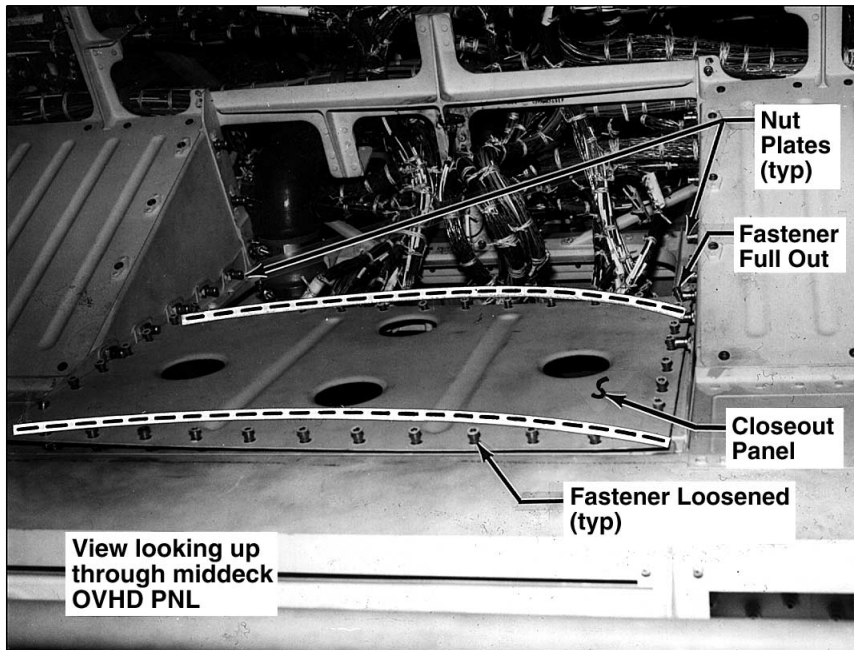 Nut
Plates
(typ)
Fastener
Full Out
Closeout
Panel
Fastener Loosened
(typ)
View looking up
through middeck
OVHD PNL